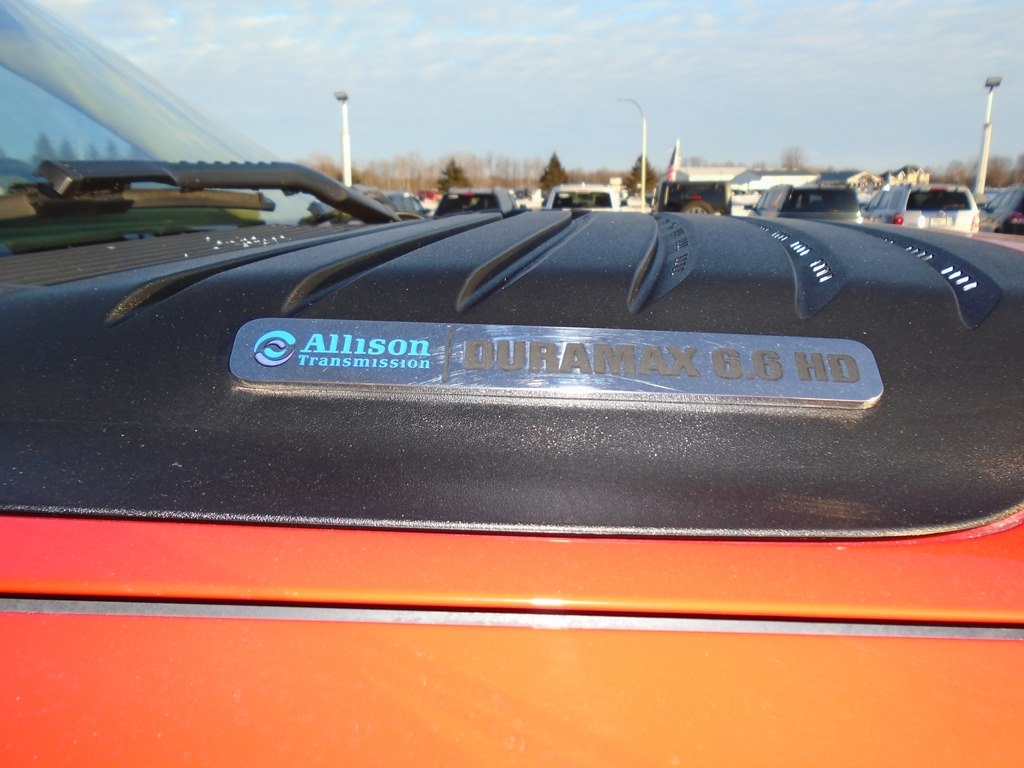 Allison
Transmission
DURAMAX 6.6 HD